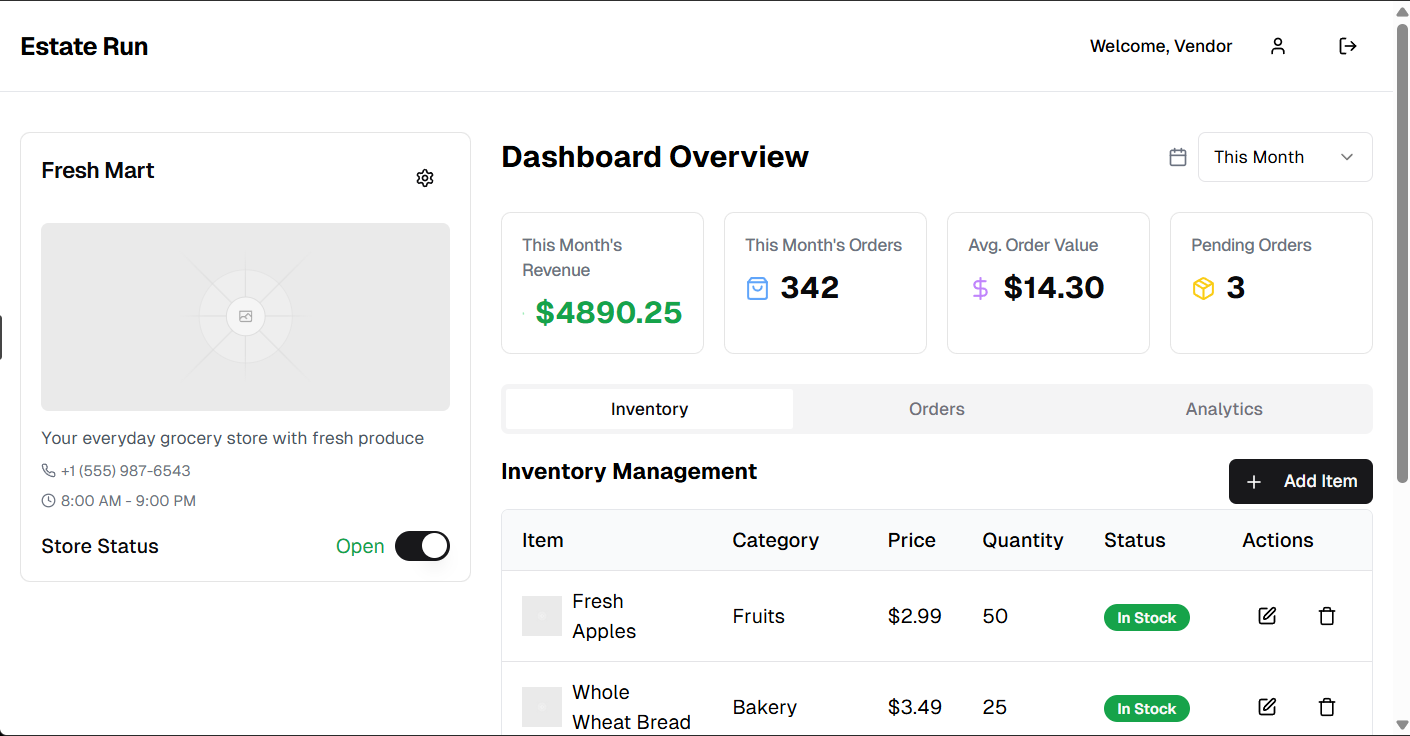 Estate Run
Welcome, Vendor
Fresh Mart
Your everyday grocery store with fresh produce
+1 (555) 987-6543
8:00 AM - 9:00 PM
Store Status
Open
Dashboard Overview
This Month
This Month's
Revenue
$4890.25
This Month's Orders
342
Avg. Order Value
$14.30
Pending Orders
3
Inventory
Orders
Analytics
Inventory Management
Add Item
Item Category Price Quantity Status Actions
Fresh
Apples
Fruits $2.99 50 In Stock
Whole
Wheat Bread
Bakery $3.49 25 In Stock